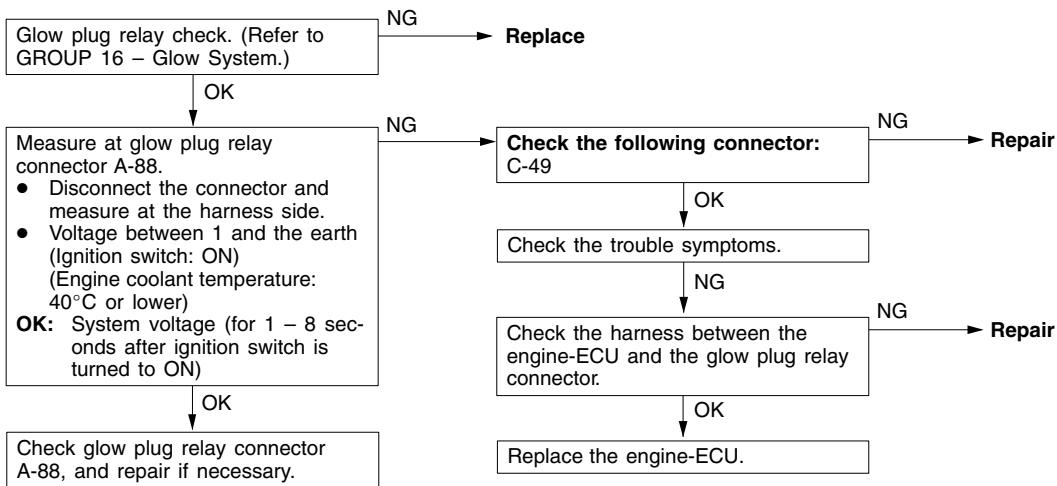 Glow plug relay check. (Refer to
GROUP 16 – Glow System.)
NG
Replace
OK
Measure at glow plug relay
connector A-88.
● Disconnect the connector and
measure at the harness side.
● Voltage between 1 and the earth
(Ignition switch: ON)
(Engine coolant temperature:
40°C or lower)
OK: System voltage (for 1 – 8 sec-
onds after ignition switch is
turned to ON)
NG
Check the following connector:
C-49
NG
Repair
OK
Check the trouble symptoms.
NG
Check the harness between the
engine-ECU and the glow plug relay
connector.
NG
Repair
OK
Replace the engine-ECU.
OK
Check glow plug relay connector
A-88, and repair if necessary.